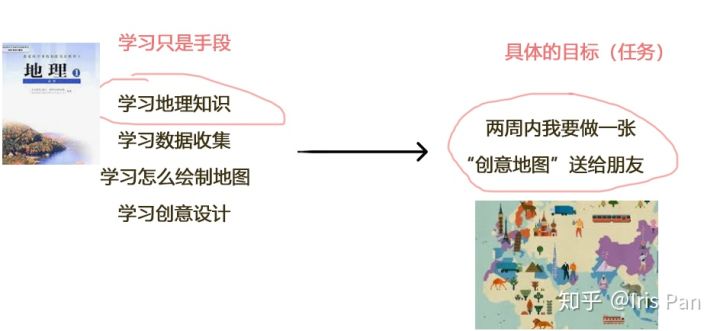 学习只是手段
具体的目标（任务）
地理
1
学习地理知识
学习数据收集
学习怎么绘制地图
学习创意设计
两周内我要做一张
“创意地图”送给朋友
知乎 @Iris Pan